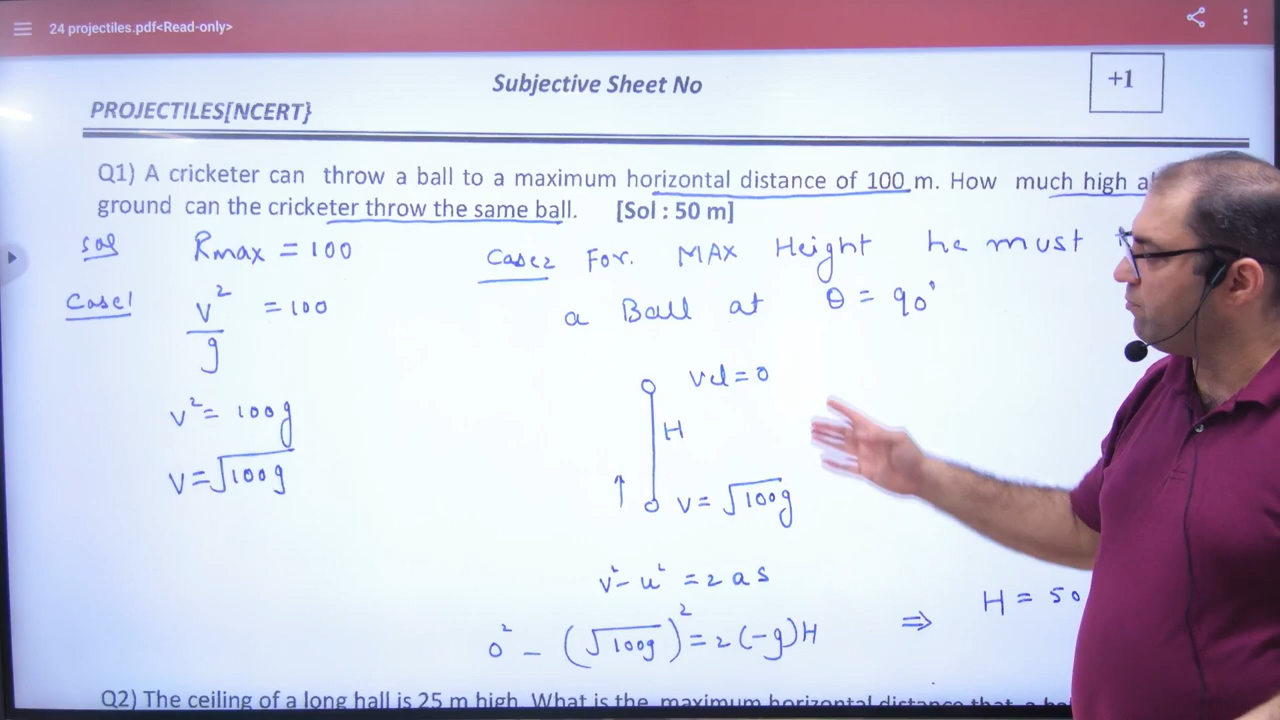 24 projectiles.pdf<Read-only>
Subjective Sheet No
+1
PROJECTILES[NCERT}
Q1) A cricketer can throw a ball to a maximum horizontal distance of 100 m. How much high
ground can the cricketer throw the same ball. [Sol : 50 m]
Sol
Rmax = 100
Case1
v² / g = 100
v² = 100g
v = √100g
Case2 For. MAX Height he must
a Ball at θ = 90°
Vel = 0
H
↑
v = √100g
v² - u² = 2 a s
0² - (√100g)² = 2 (-g) H
⇒ H = 50
Q2) The ceiling of a long hall is 25 m high. What is the maximum horizontal distance that a